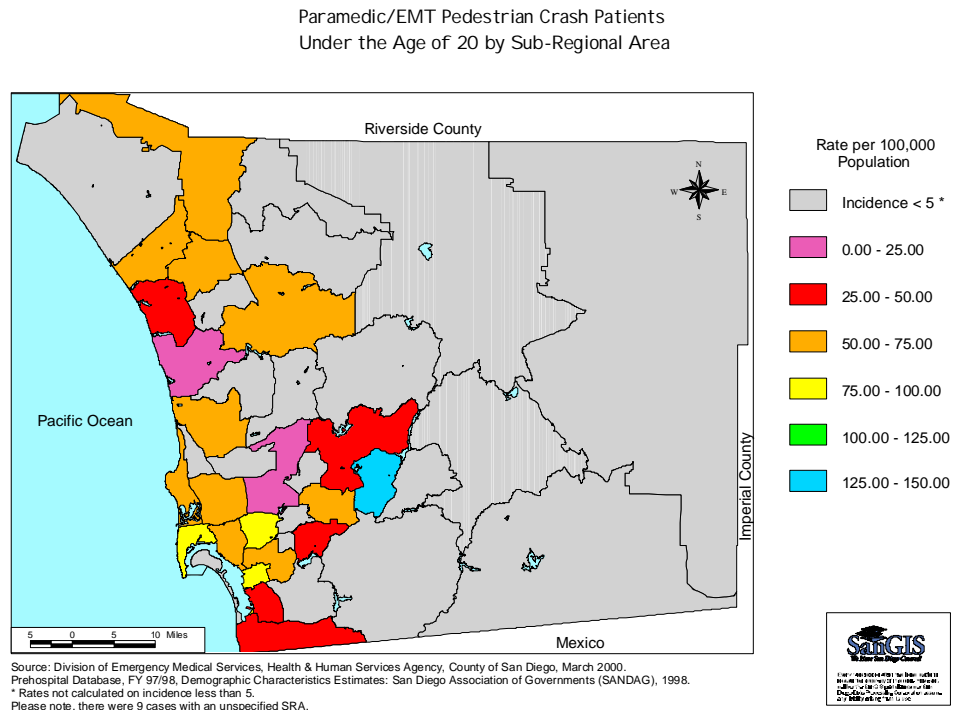 Paramedic/EMT Pedestrian Crash Patients
Under the Age of 20 by Sub-Regional Area
Riverside County
Rate per 100,000
Population
N
W E
S
Incidence < 5 *
0.00 - 25.00
25.00 - 50.00
50.00 - 75.00
75.00 - 100.00
100.00 - 125.00
125.00 - 150.00
Pacific Ocean
Imperial County
5 0 5 10 Miles
Mexico
SanGIS
We Have San Diego Covered!
Source: Division of Emergency Medical Services, Health & Human Services Agency, County of San Diego, March 2000.
Prehospital Database, FY 97/98, Demographic Characteristics Estimates: San Diego Association of Governments (SANDAG), 1998.
* Rates not calculated on incidence less than 5.
Please note, there were 9 cases with an unspecified SRA.